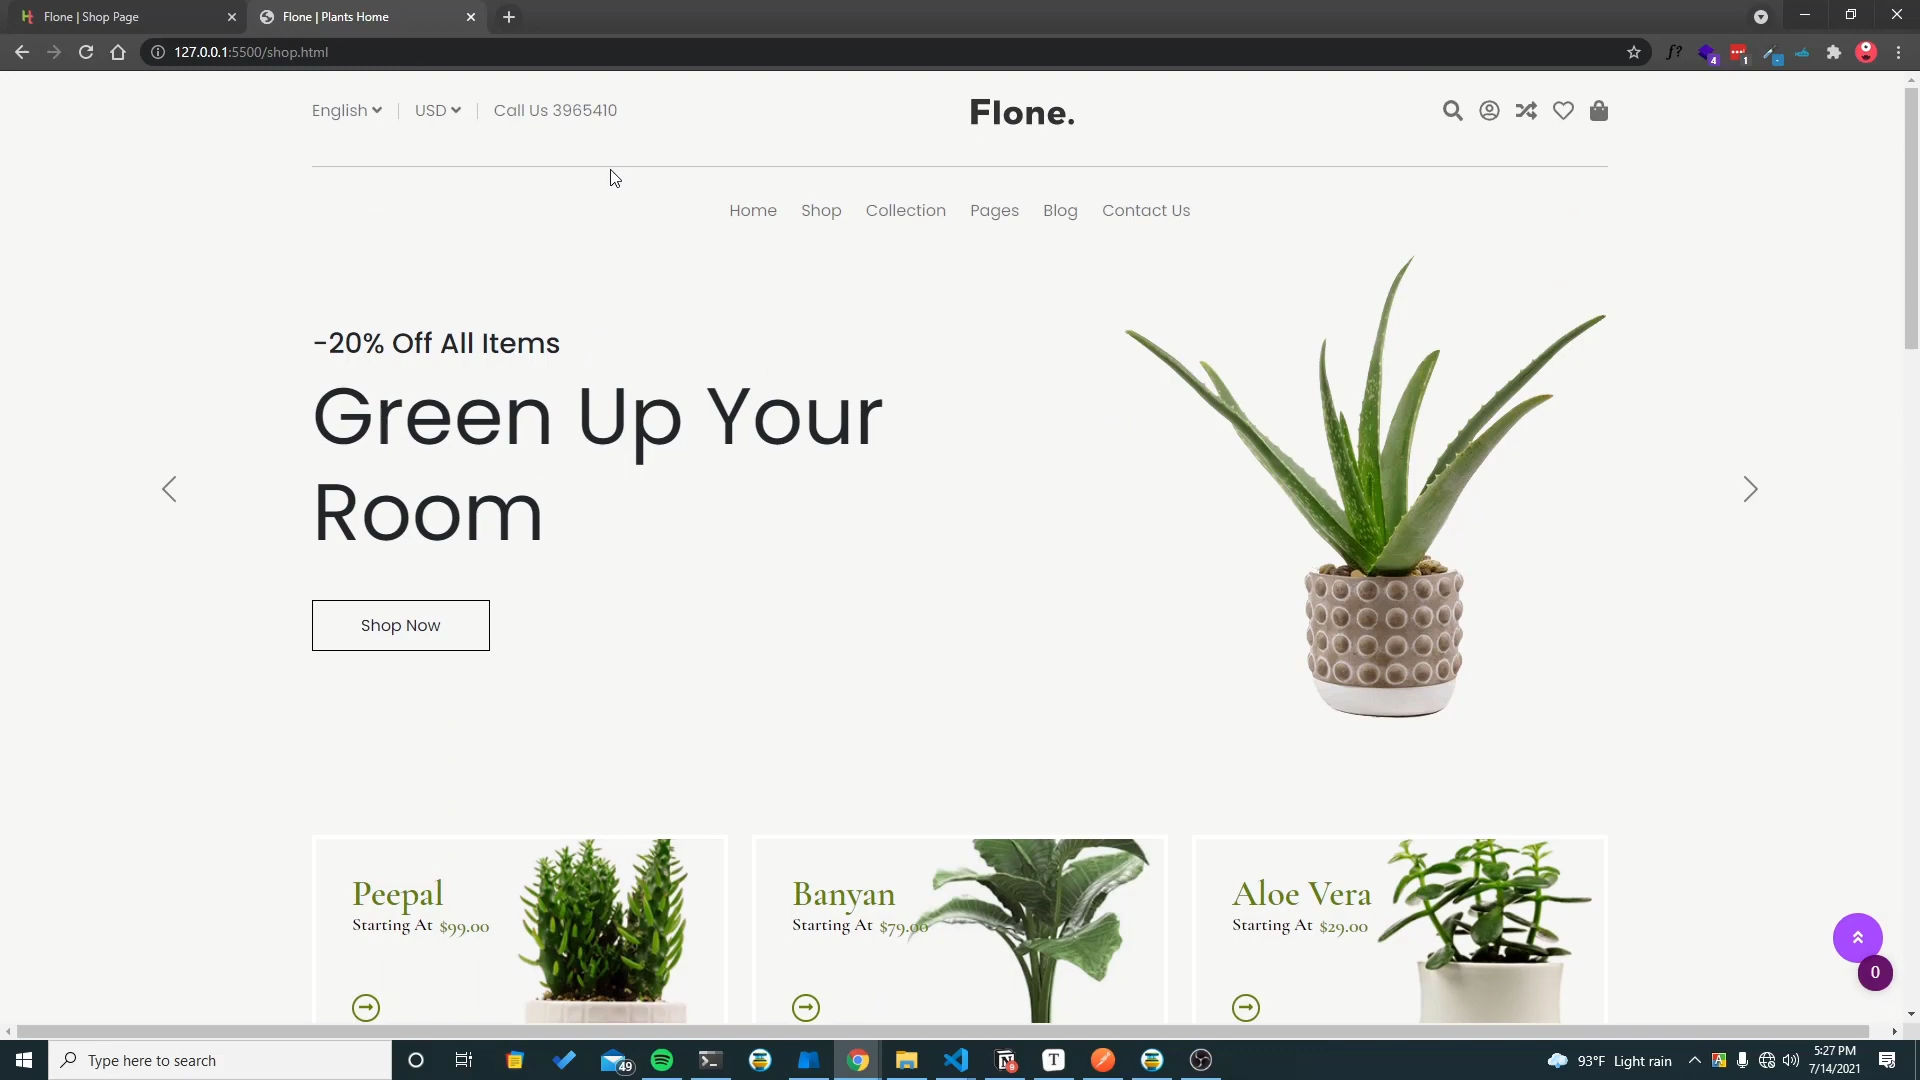 Flone | Shop Page
Flone | Plants Home
127.0.0.1:5500/shop.html
f?
4
1
English
USD
Call Us 3965410
Flone.
Home
Shop
Collection
Pages
Blog
Contact Us
-20% Off All Items
Green Up Your
Room
Shop Now
Peepal
Starting At $99.00
Banyan
Starting At $79.00
Aloe Vera
Starting At $29.00
0
Type here to search
49
T
93°F Light rain
A
5:27 PM
7/14/2021